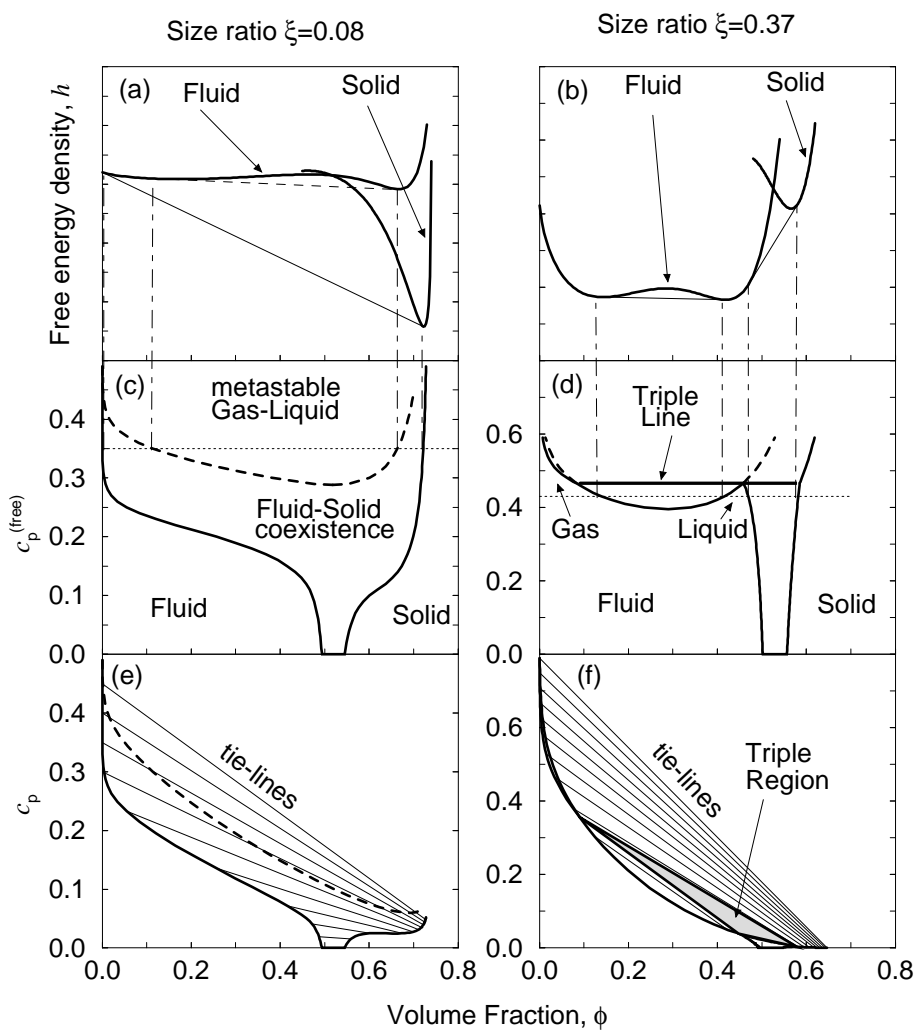 Size ratio ξ=0.08
Size ratio ξ=0.37
(a)
Fluid
Solid
Free energy density, h
(b)
Fluid
Solid
(c)
metastable
Gas-Liquid
Fluid-Solid
coexistence
Fluid
Solid
0.4
0.3
0.2
0.1
0.0
c_p^(free)
(d)
Triple
Line
Gas
Liquid
Fluid
Solid
0.6
0.4
0.2
0.0
(e)
tie-lines
0.4
0.3
0.2
0.1
0.0
c_p
0.0 0.2 0.4 0.6 0.8
(f)
tie-lines
Triple
Region
0.6
0.4
0.2
0.0
0.0 0.2 0.4 0.6 0.8
Volume Fraction, ϕ